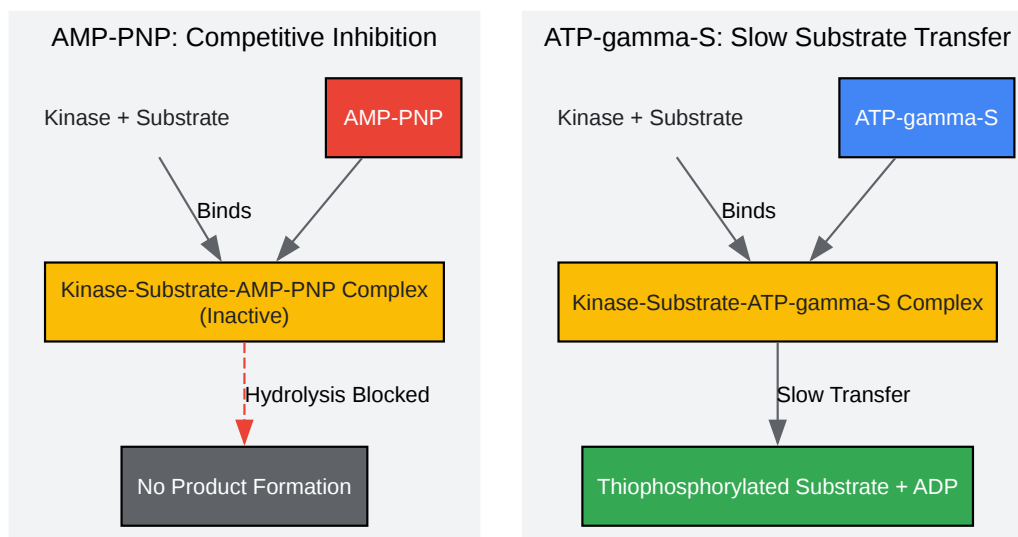 AMP-PNP: Competitive Inhibition
Kinase + Substrate
AMP-PNP
Binds
Kinase-Substrate-AMP-PNP Complex
(Inactive)
Hydrolysis Blocked
No Product Formation
ATP-gamma-S: Slow Substrate Transfer
Kinase + Substrate
ATP-gamma-S
Binds
Kinase-Substrate-ATP-gamma-S Complex
Slow Transfer
Thiophosphorylated Substrate + ADP